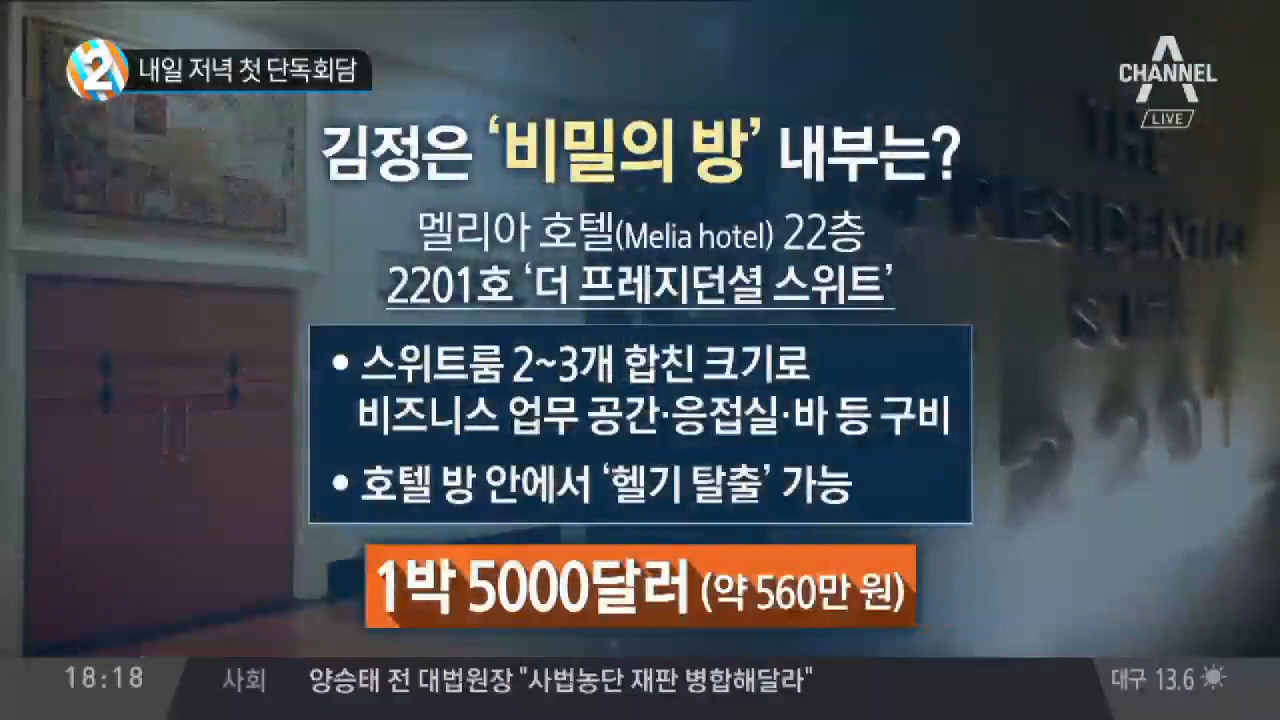 2 내일 저녁 첫 단독회담
CHANNEL A
LIVE
김정은 ‘비밀의 방’ 내부는?
멜리아 호텔(Melia hotel) 22층
2201호 ‘더 프레지던셜 스위트’
• 스위트룸 2~3개 합친 크기로
비즈니스 업무 공간·응접실·바 등 구비
• 호텔 방 안에서 ‘헬기 탈출’ 가능
1박 5000달러 (약 560만 원)
THE
PRESIDENTIAL
SUITE
18:18 사회 양승태 전 대법원장 "사법농단 재판 병합해달라" 대구 13.6